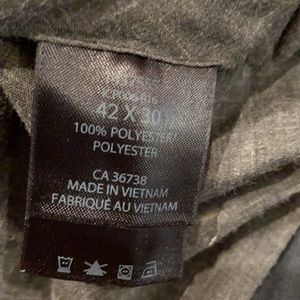 42 X 30
100% POLYESTER/
POLYESTER
CA 36738
MADE IN VIETNAM
FABRIQUÉ AU VIETNAM